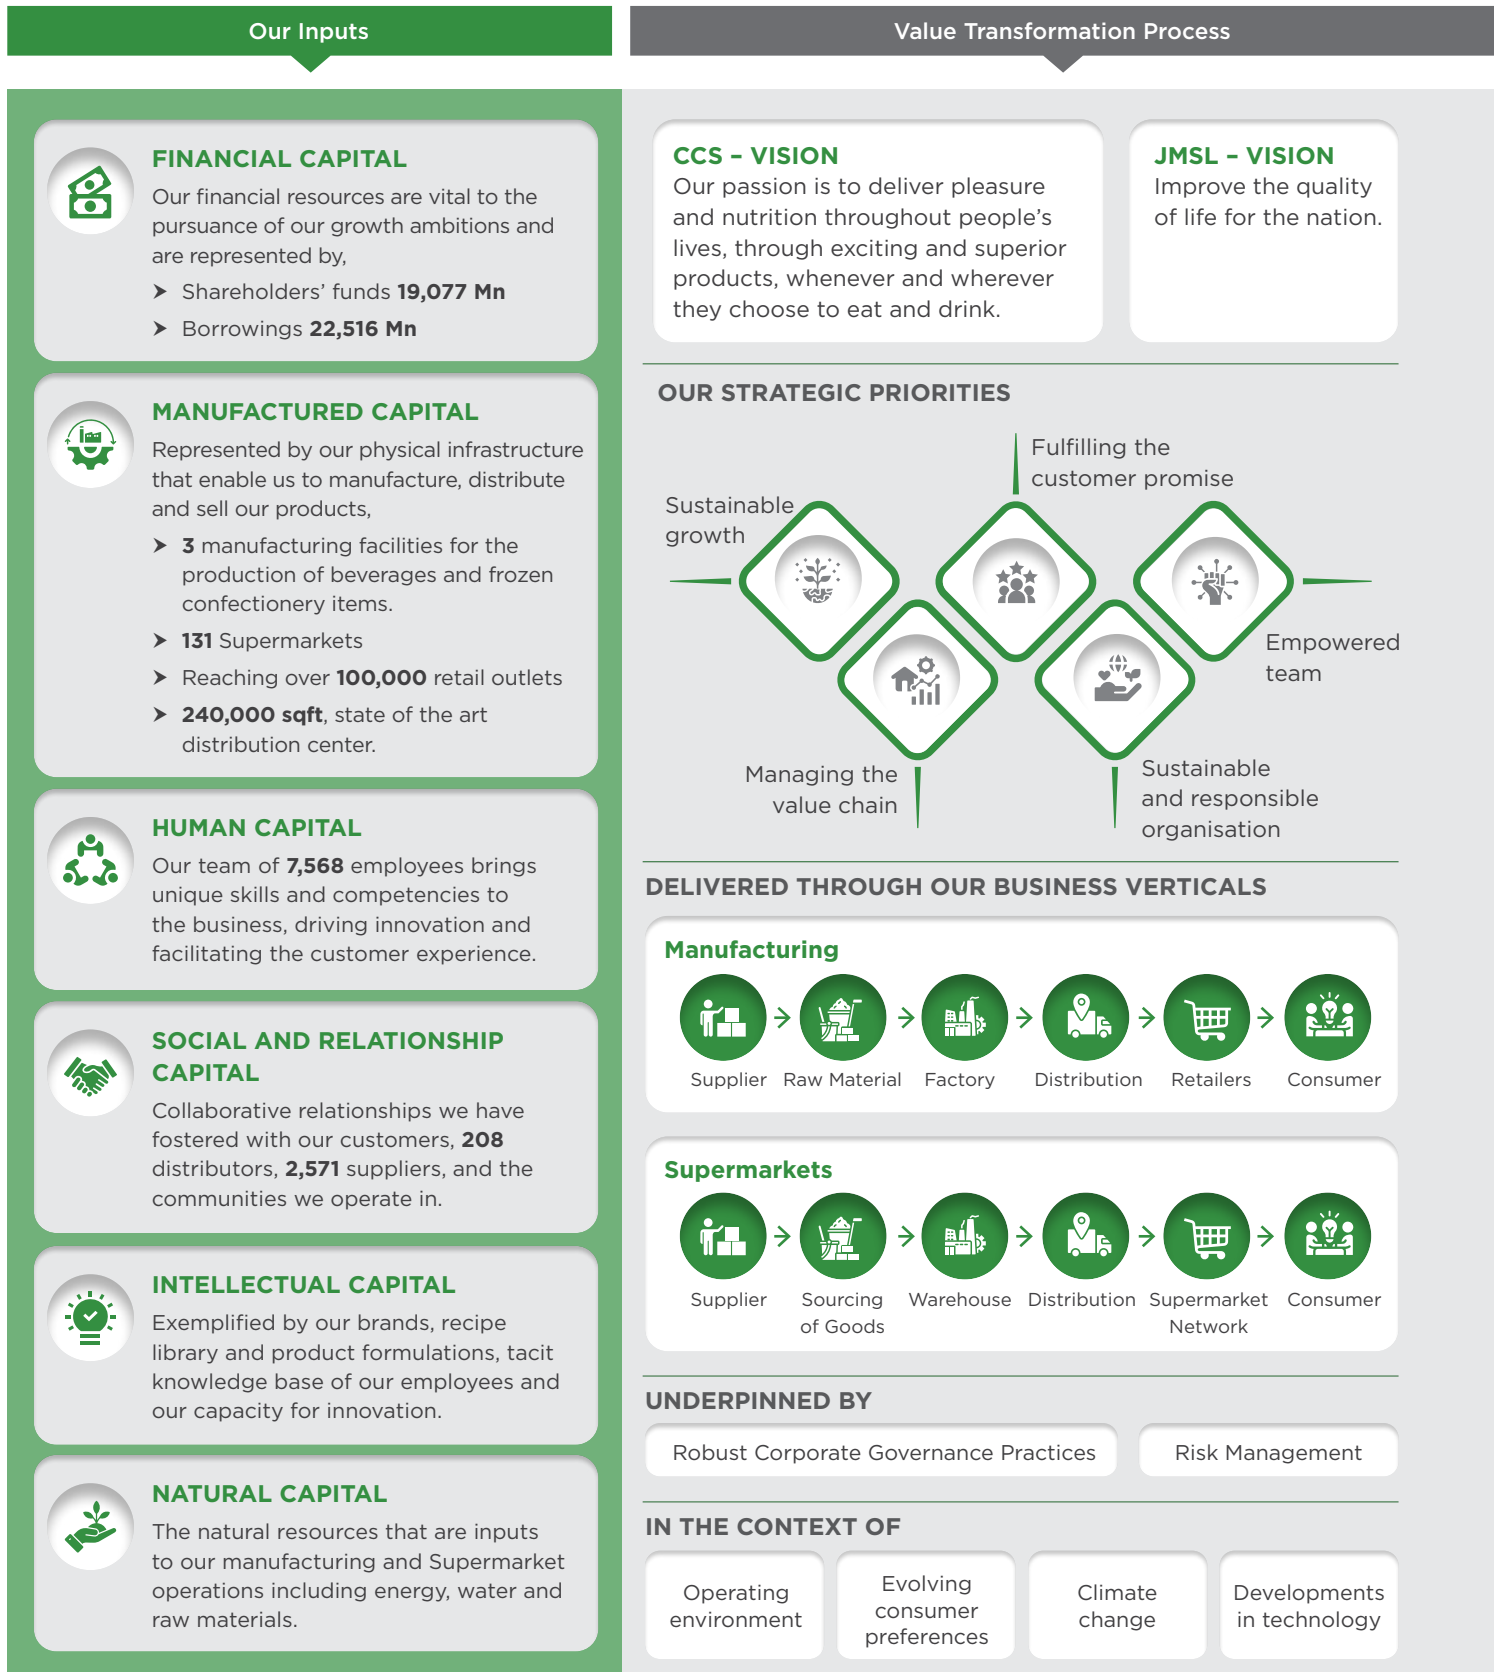 Our Inputs
FINANCIAL CAPITAL
Our financial resources are vital to the
pursuance of our growth ambitions and
are represented by,
➤ Shareholders’ funds 19,077 Mn
➤ Borrowings 22,516 Mn
MANUFACTURED CAPITAL
Represented by our physical infrastructure
that enable us to manufacture, distribute
and sell our products,
➤ 3 manufacturing facilities for the
production of beverages and frozen
confectionery items.
➤ 131 Supermarkets
➤ Reaching over 100,000 retail outlets
➤ 240,000 sqft, state of the art
distribution center.
HUMAN CAPITAL
Our team of 7,568 employees brings
unique skills and competencies to
the business, driving innovation and
facilitating the customer experience.
SOCIAL AND RELATIONSHIP
CAPITAL
Collaborative relationships we have
fostered with our customers, 208
distributors, 2,571 suppliers, and the
communities we operate in.
INTELLECTUAL CAPITAL
Exemplified by our brands, recipe
library and product formulations, tacit
knowledge base of our employees and
our capacity for innovation.
NATURAL CAPITAL
The natural resources that are inputs
to our manufacturing and Supermarket
operations including energy, water and
raw materials.
Value Transformation Process
CCS – VISION
Our passion is to deliver pleasure
and nutrition throughout people’s
lives, through exciting and superior
products, whenever and wherever
they choose to eat and drink.
JMSL – VISION
Improve the quality
of life for the nation.
OUR STRATEGIC PRIORITIES
Sustainable
growth
Fulfilling the
customer promise
Empowered
team
Managing the
value chain
Sustainable
and responsible
organisation
DELIVERED THROUGH OUR BUSINESS VERTICALS
Manufacturing
Supplier Raw Material Factory Distribution Retailers Consumer
Supermarkets
Supplier Sourcing Warehouse Distribution Supermarket Consumer
of Goods Network
UNDERPINNED BY
Robust Corporate Governance Practices
Risk Management
IN THE CONTEXT OF
Operating
environment
Evolving
consumer
preferences
Climate
change
Developments
in technology